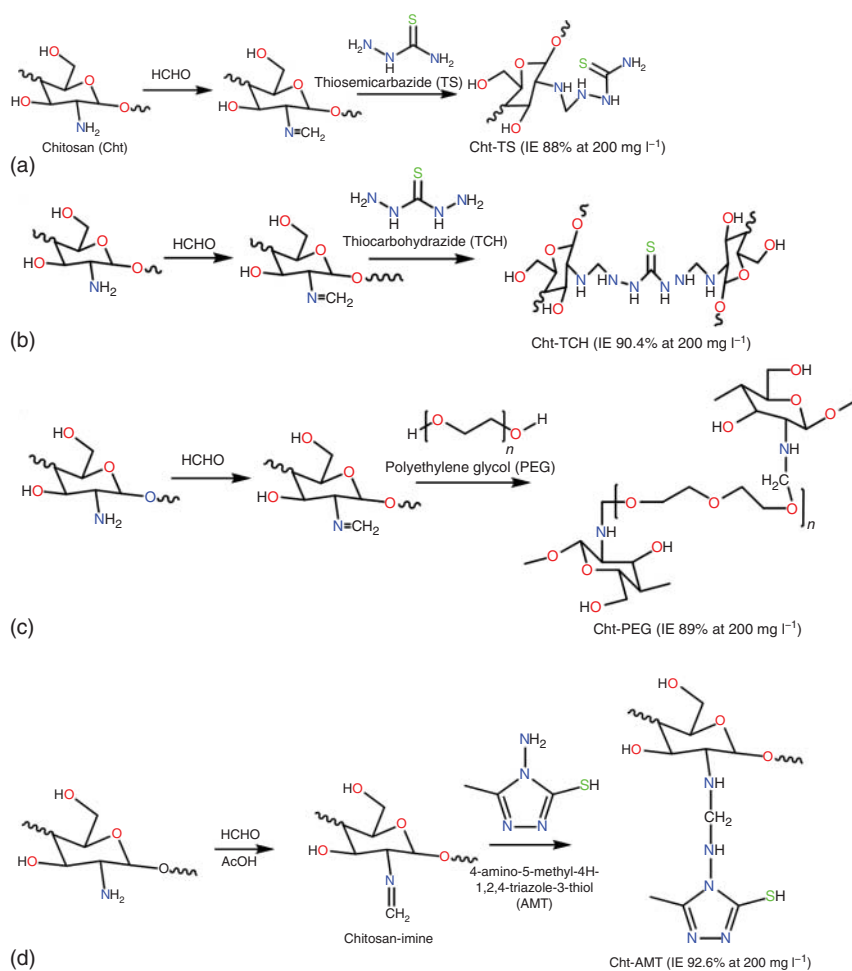 HO
HO
O
O
NH2
Chitosan (Cht)
HCHO
HO
HO
O
O
N=CH2
H2N
N
H
S
NH2
Thiosemicarbazide (TS)
O
O
HO
HO
NH
N
H
NH
S
NH2
Cht-TS (IE 88% at 200 mg l−1)
(a)
HO
HO
O
O
NH2
HCHO
HO
HO
O
O
N=CH2
H2N
N
H
S
N
H
NH2
Thiocarbohydrazide (TCH)
O
O
HO
HO
N
H
N
H
N
H
S
N
H
N
H
N
H
OH
O
HO
O
Cht-TCH (IE 90.4% at 200 mg l−1)
(b)
HO
HO
O
O
NH2
HCHO
HO
HO
O
O
N=CH2
H
O
O
H
n
Polyethylene glycol (PEG)
OH
O
HO
O
NH
H2C
O
O
O
n
NH
O
O
OH
HO
Cht-PEG (IE 89% at 200 mg l−1)
(c)
HO
HO
O
O
NH2
HCHO
AcOH
HO
HO
O
O
N
CH2
Chitosan-imine
NH2
N
SH
N
N
4-amino-5-methyl-4H-
1,2,4-triazole-3-thiol
(AMT)
HO
HO
O
O
NH
CH2
NH
N
SH
N
N
Cht-AMT (IE 92.6% at 200 mg l−1)
(d)